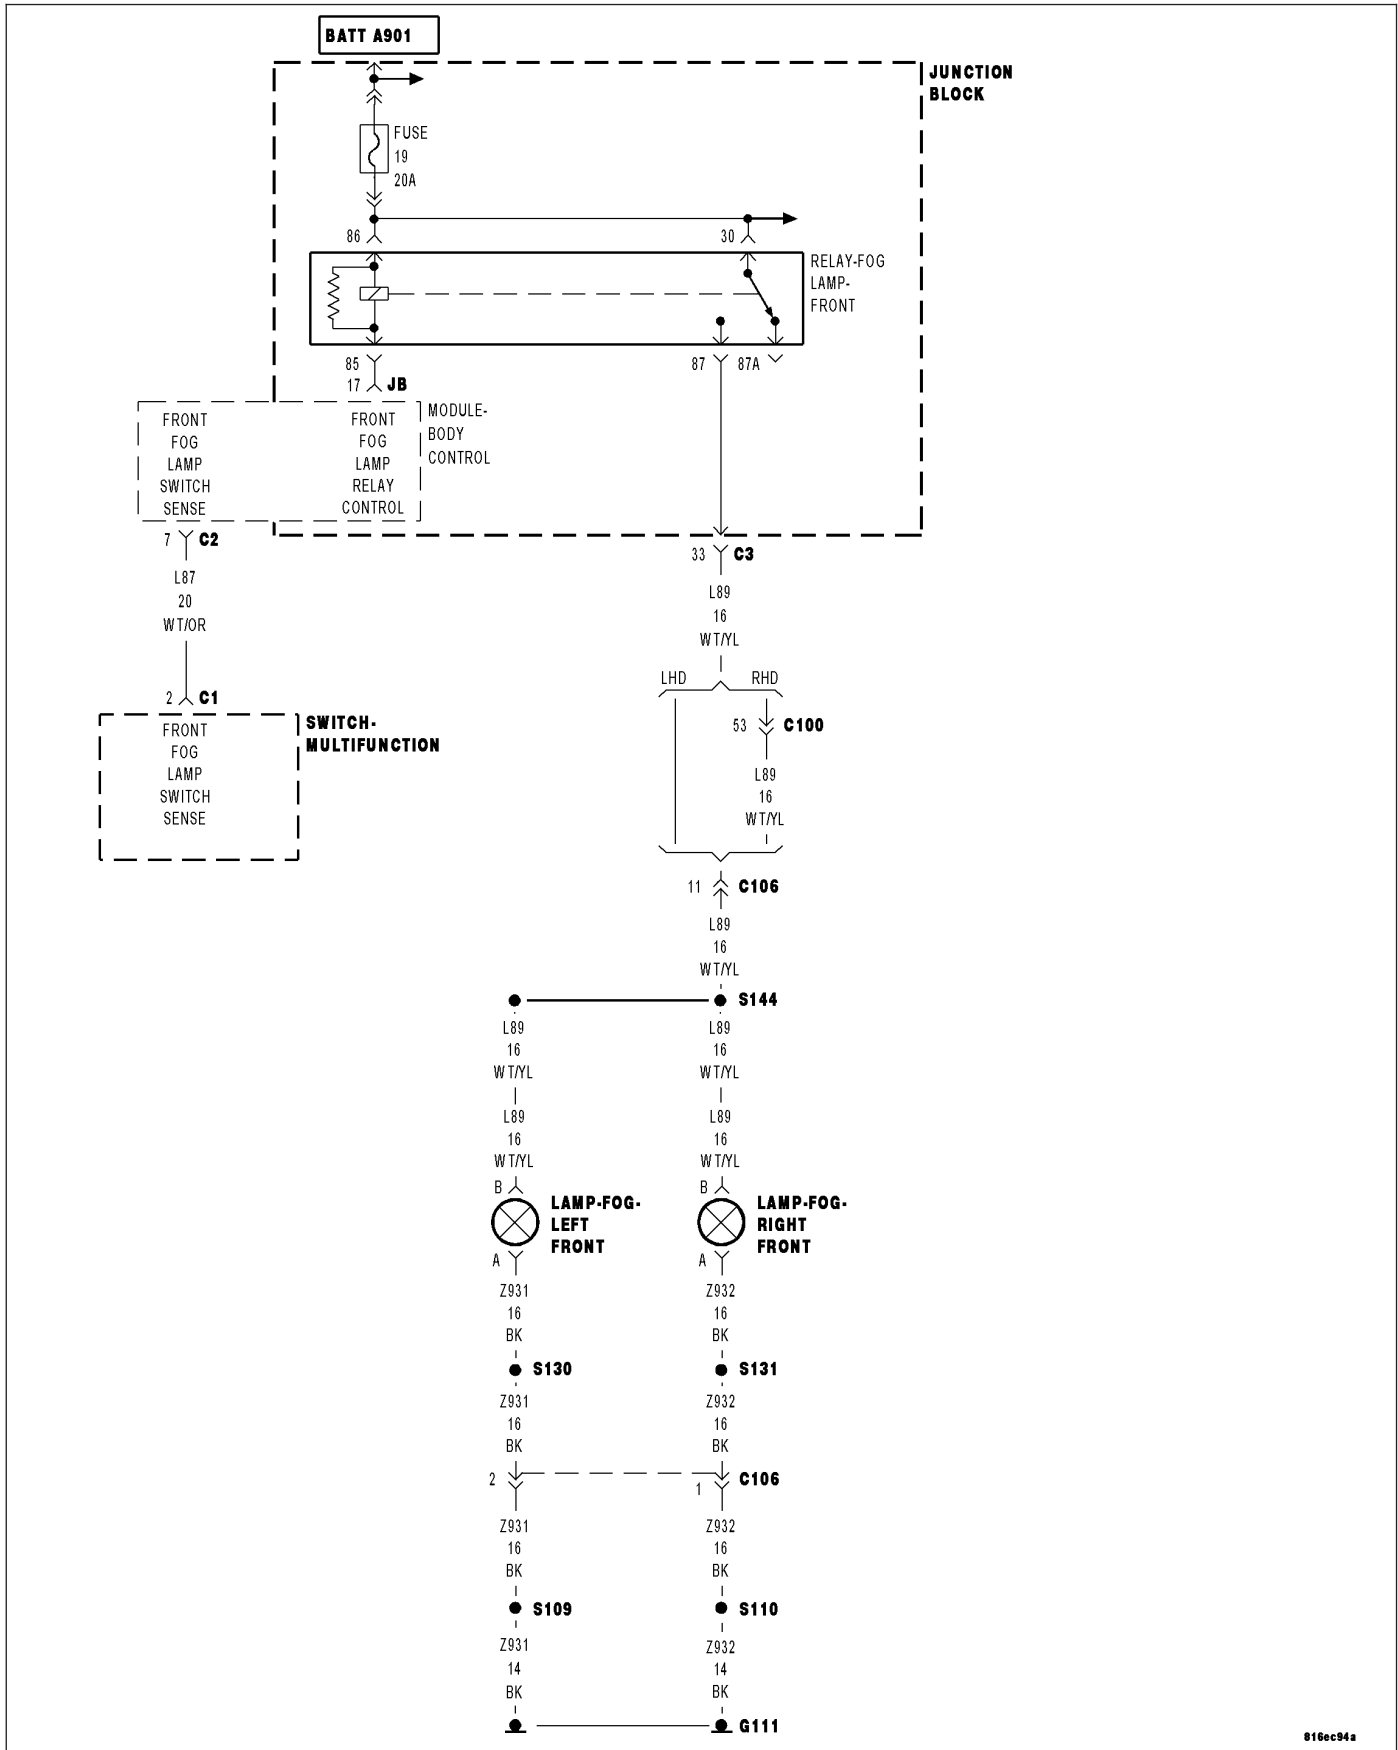 BATT A901
JUNCTION
BLOCK
FUSE
19
20A
86
30
RELAY-FOG
LAMP-
FRONT
85
87
87A
17
JB
FRONT
FOG
LAMP
SWITCH
SENSE
FRONT
FOG
LAMP
RELAY
CONTROL
MODULE-
BODY
CONTROL
7
C2
33
C3
L87
20
WT/OR
L89
16
WT/YL
LHD
RHD
2
C1
SWITCH-
MULTIFUNCTION
FRONT
FOG
LAMP
SWITCH
SENSE
53
C100
L89
16
WT/YL
11
C106
L89
16
WT/YL
S144
L89
16
WT/YL
L89
16
WT/YL
L89
16
WT/YL
L89
16
WT/YL
B
LAMP-FOG-
LEFT
FRONT
A
B
LAMP-FOG-
RIGHT
FRONT
A
Z931
16
BK
Z932
16
BK
S130
S131
Z931
16
BK
Z932
16
BK
2
1
C106
Z931
16
BK
Z932
16
BK
S109
S110
Z931
14
BK
Z932
14
BK
G111
816ec94a